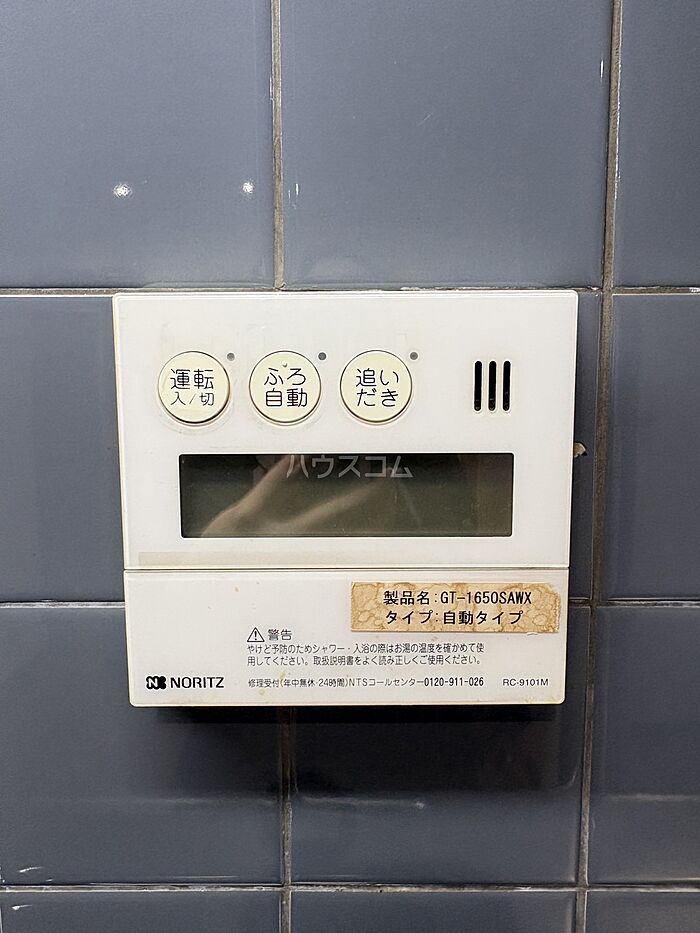 運転
入/切
ふろ
自動
追い
だき
ハウスコム
製品名:GT-1650SAWX
タイプ:自動タイプ
警告
やけど予防のためシャワー・入浴の際はお湯の温度を確かめて使
用してください。取扱説明書をよく読み正しくご使用ください。
NORITZ
修理受付(年中無休・24時間)NTSコールセンター0120-911-026
RC-9101M